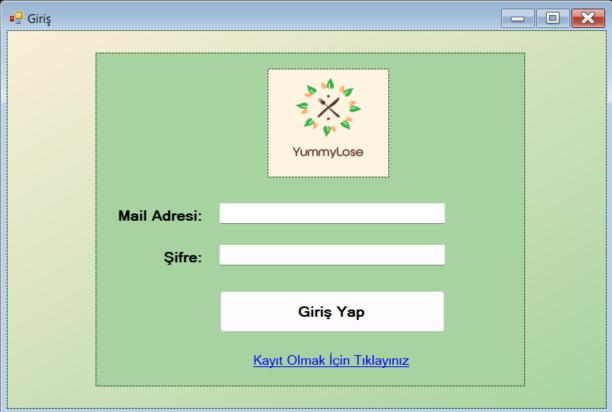 Giriş
YummyLose
Mail Adresi:
Şifre:
Giriş Yap
Kayıt Olmak İçin Tıklayınız